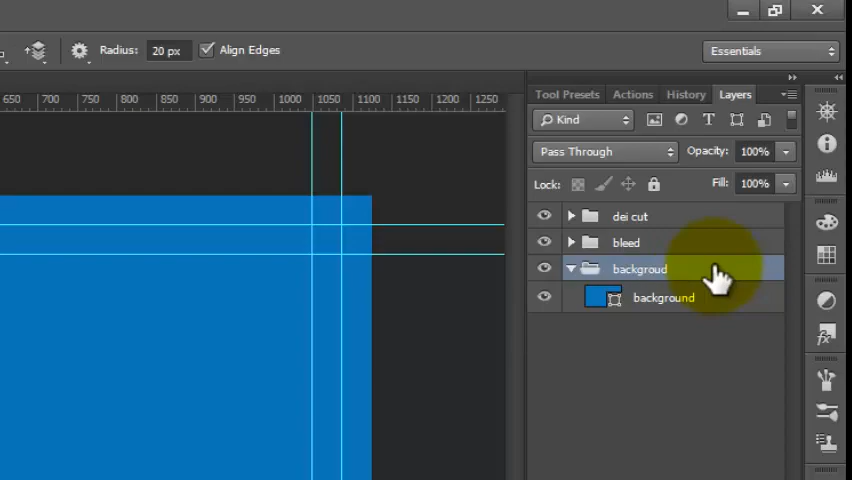 Radius: 20 px Align Edges Essentials
650 700 750 800 850 900 950 1000 1050 1100 1150 1200 1250
Tool Presets Actions History Layers
Kind
Pass Through Opacity: 100%
Lock: Fill: 100%
dei cut
bleed
backgroud
background